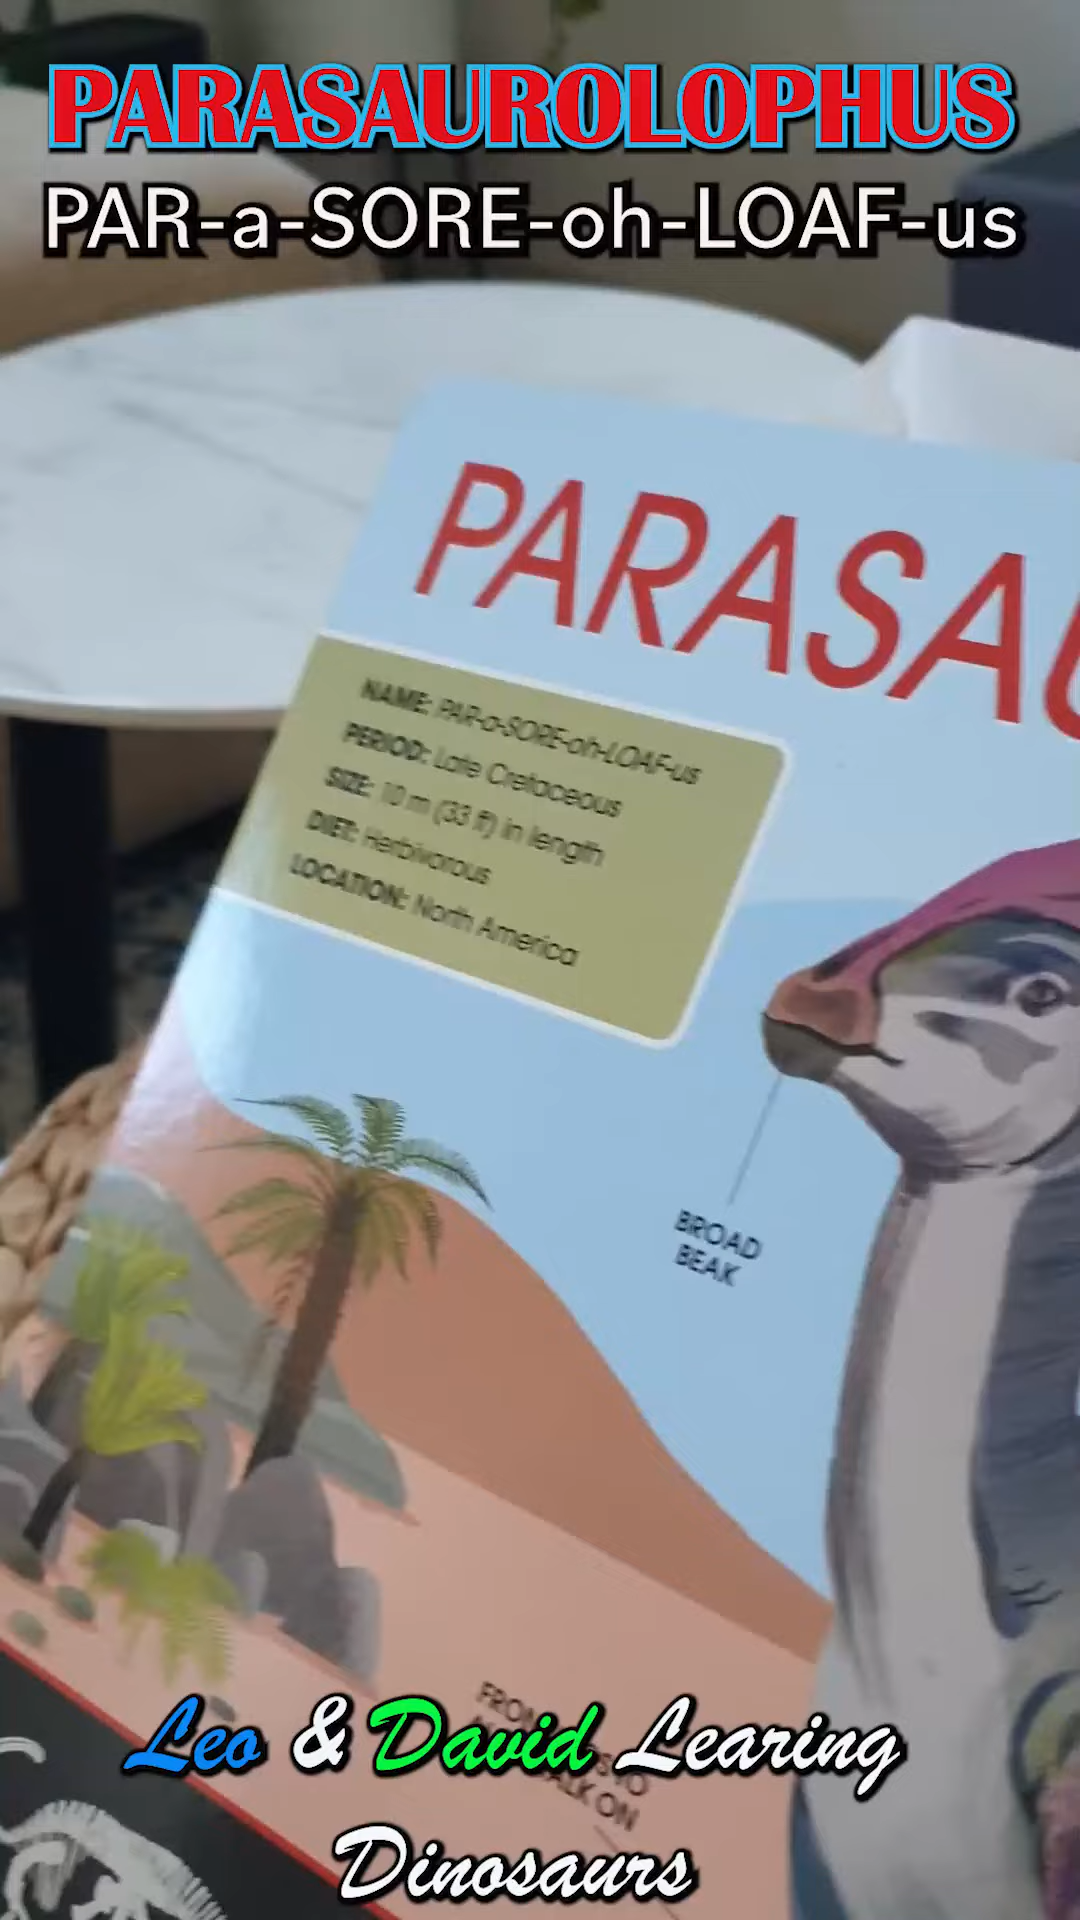 PARASAUROLOPHUS
PAR-a-SORE-oh-LOAF-us
PARASAU
NAME: PAR-a-SORE-oh-LOAF-us
PERIOD: Late Cretaceous
SIZE: 10 m (33 ft) in length
DIET: Herbivorous
LOCATION: North America
BROAD
BEAK
Leo & David Learing
Dinosaurs